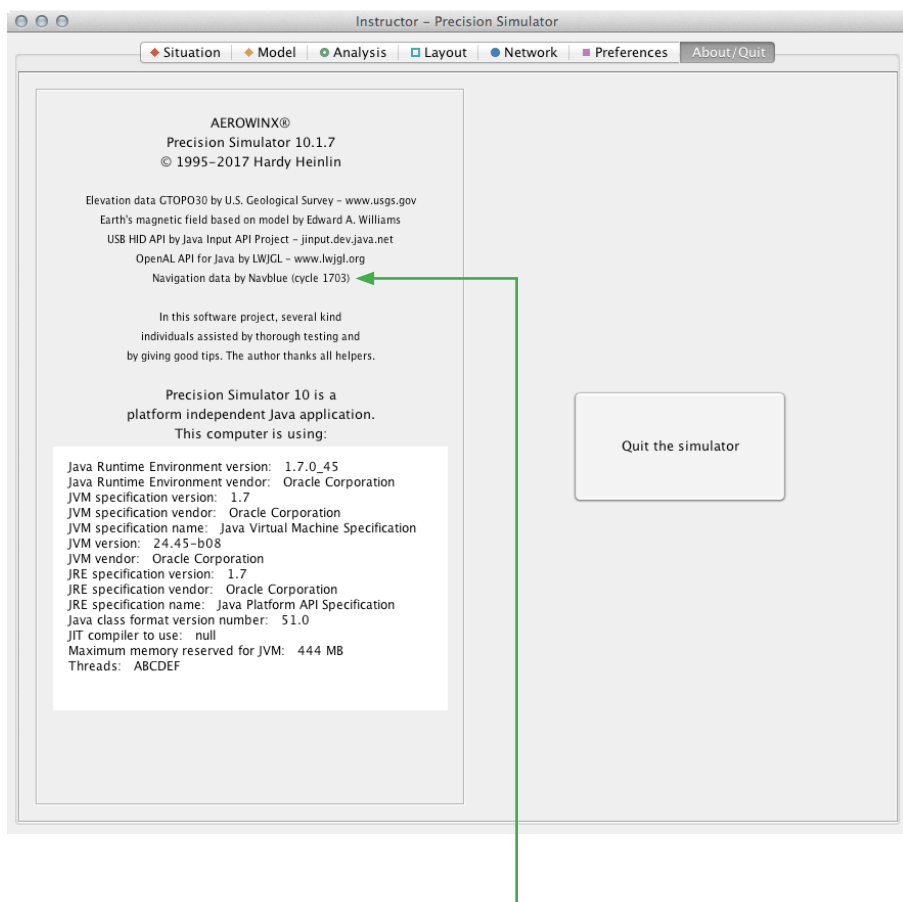 Instructor – Precision Simulator
Situation Model Analysis Layout Network Preferences About/Quit
AEROWINX®
Precision Simulator 10.1.7
© 1995–2017 Hardy Heinlin
Elevation data GTOPO30 by U.S. Geological Survey – www.usgs.gov
Earth's magnetic field based on model by Edward A. Williams
USB HID API by Java Input API Project – jinput.dev.java.net
OpenAL API for Java by LWJGL – www.lwjgl.org
Navigation data by Navblue (cycle 1703)
In this software project, several kind
individuals assisted by thorough testing and
by giving good tips. The author thanks all helpers.
Precision Simulator 10 is a
platform independent Java application.
This computer is using:
Java Runtime Environment version: 1.7.0_45
Java Runtime Environment vendor: Oracle Corporation
JVM specification version: 1.7
JVM specification vendor: Oracle Corporation
JVM specification name: Java Virtual Machine Specification
JVM version: 24.45-b08
JVM vendor: Oracle Corporation
JRE specification version: 1.7
JRE specification vendor: Oracle Corporation
JRE specification name: Java Platform API Specification
Java class format version number: 51.0
JIT compiler to use: null
Maximum memory reserved for JVM: 444 MB
Threads: ABCDEF
Quit the simulator